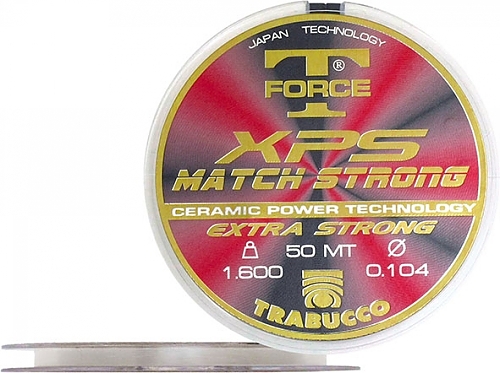 JAPAN TECHNOLOGY
T ®
FORCE
XPS
MATCH STRONG
CERAMIC POWER TECHNOLOGY
EXTRA STRONG
50 MT Ø
1.600 0.104
TRABUCCO